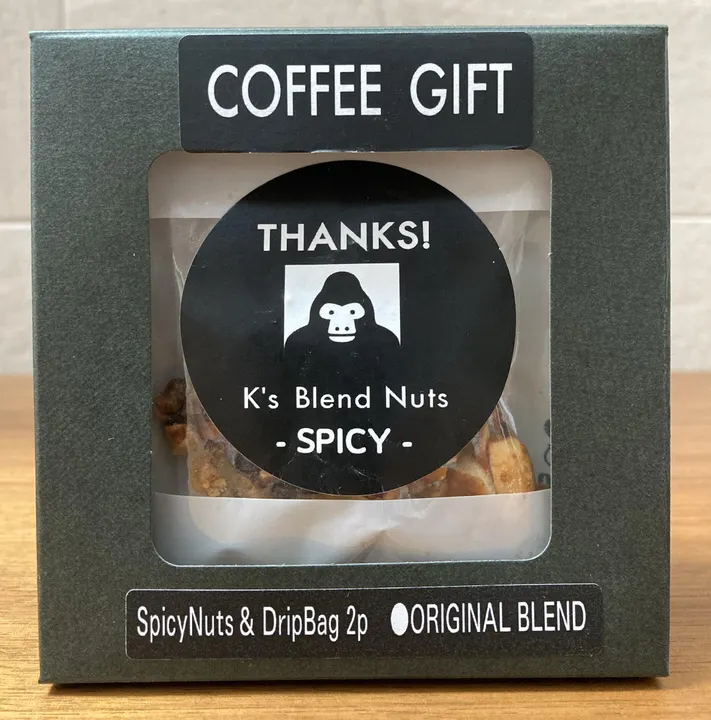 COFFEE GIFT
THANKS!
K's Blend Nuts
- SPICY -
SpicyNuts & DripBag 2p ●ORIGINAL BLEND